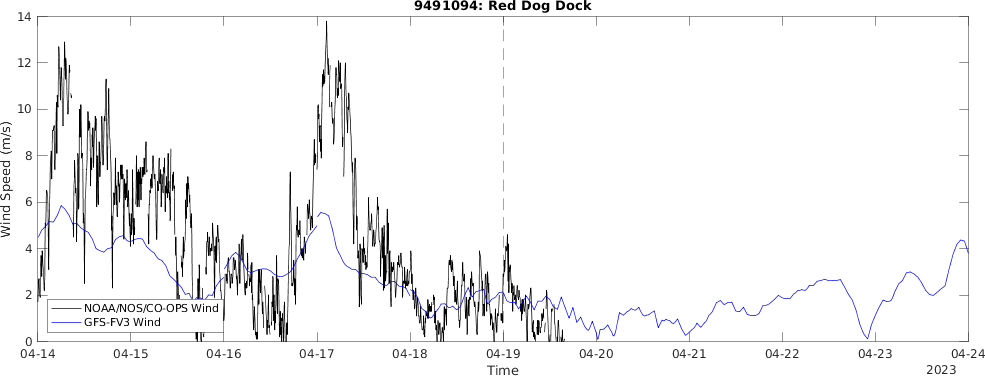 9491094: Red Dog Dock
Wind Speed (m/s)
14
12
10
8
6
4
2
0
NOAA/NOS/CO-OPS Wind
GFS-FV3 Wind
04-14 04-15 04-16 04-17 04-18 04-19 04-20 04-21 04-22 04-23 04-24
Time
2023